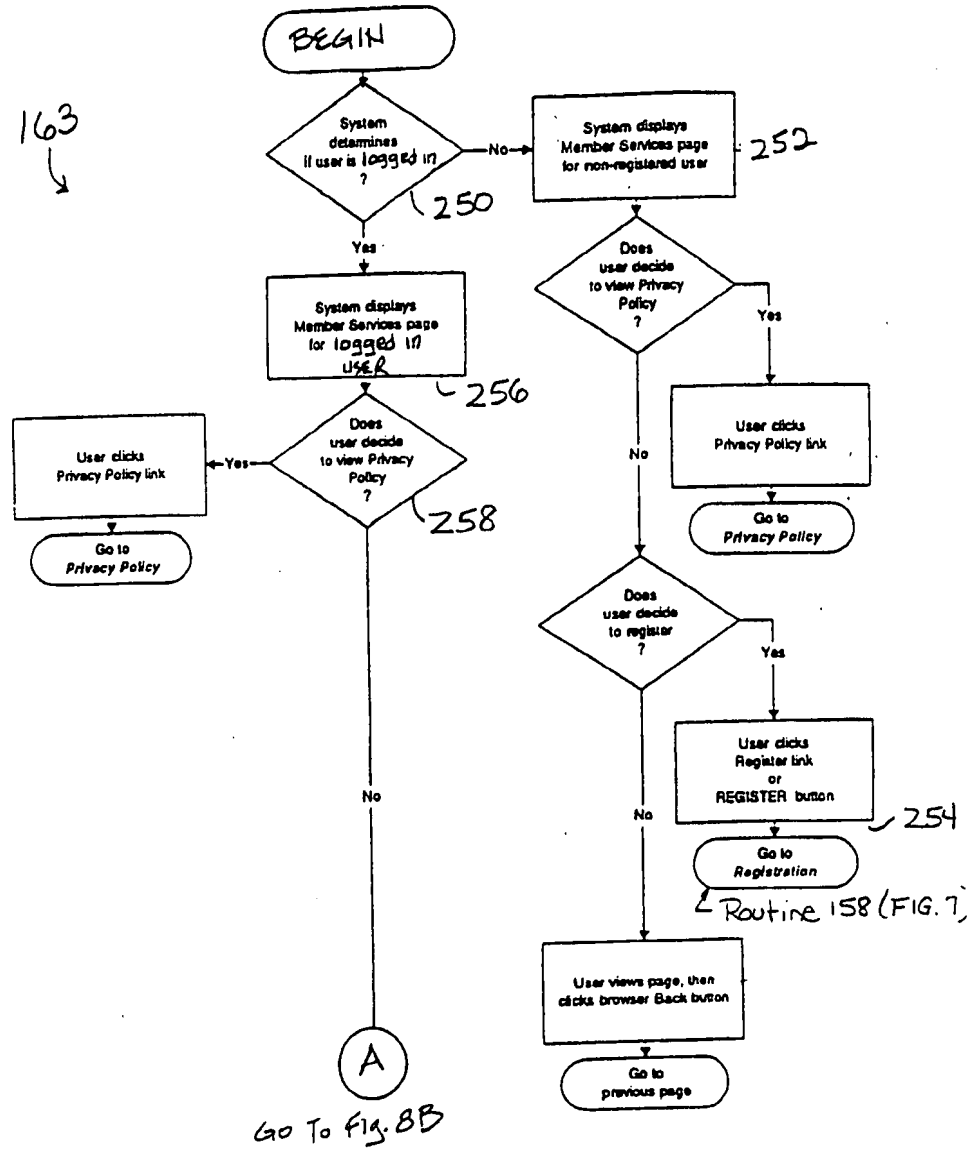 BEGIN
163
System
determines
if user is logged in
?
250
No
System displays
Member Services page
for non-registered user
252
Yes
System displays
Member Services page
for logged in
USER
256
Does
user decide
to view Privacy
Policy
?
258
Yes
User clicks
Privacy Policy link
Go to
Privacy Policy
No
A
Go To Fig. 8B
Does
user decide
to view Privacy
Policy
?
Yes
User clicks
Privacy Policy link
Go to
Privacy Policy
No
Does
user decide
to register
?
Yes
User clicks
Register link
or
REGISTER button
254
Go to
Registration
Routine 158 (FIG. 7)
No
User views page, then
clicks browser Back button
Go to
previous page